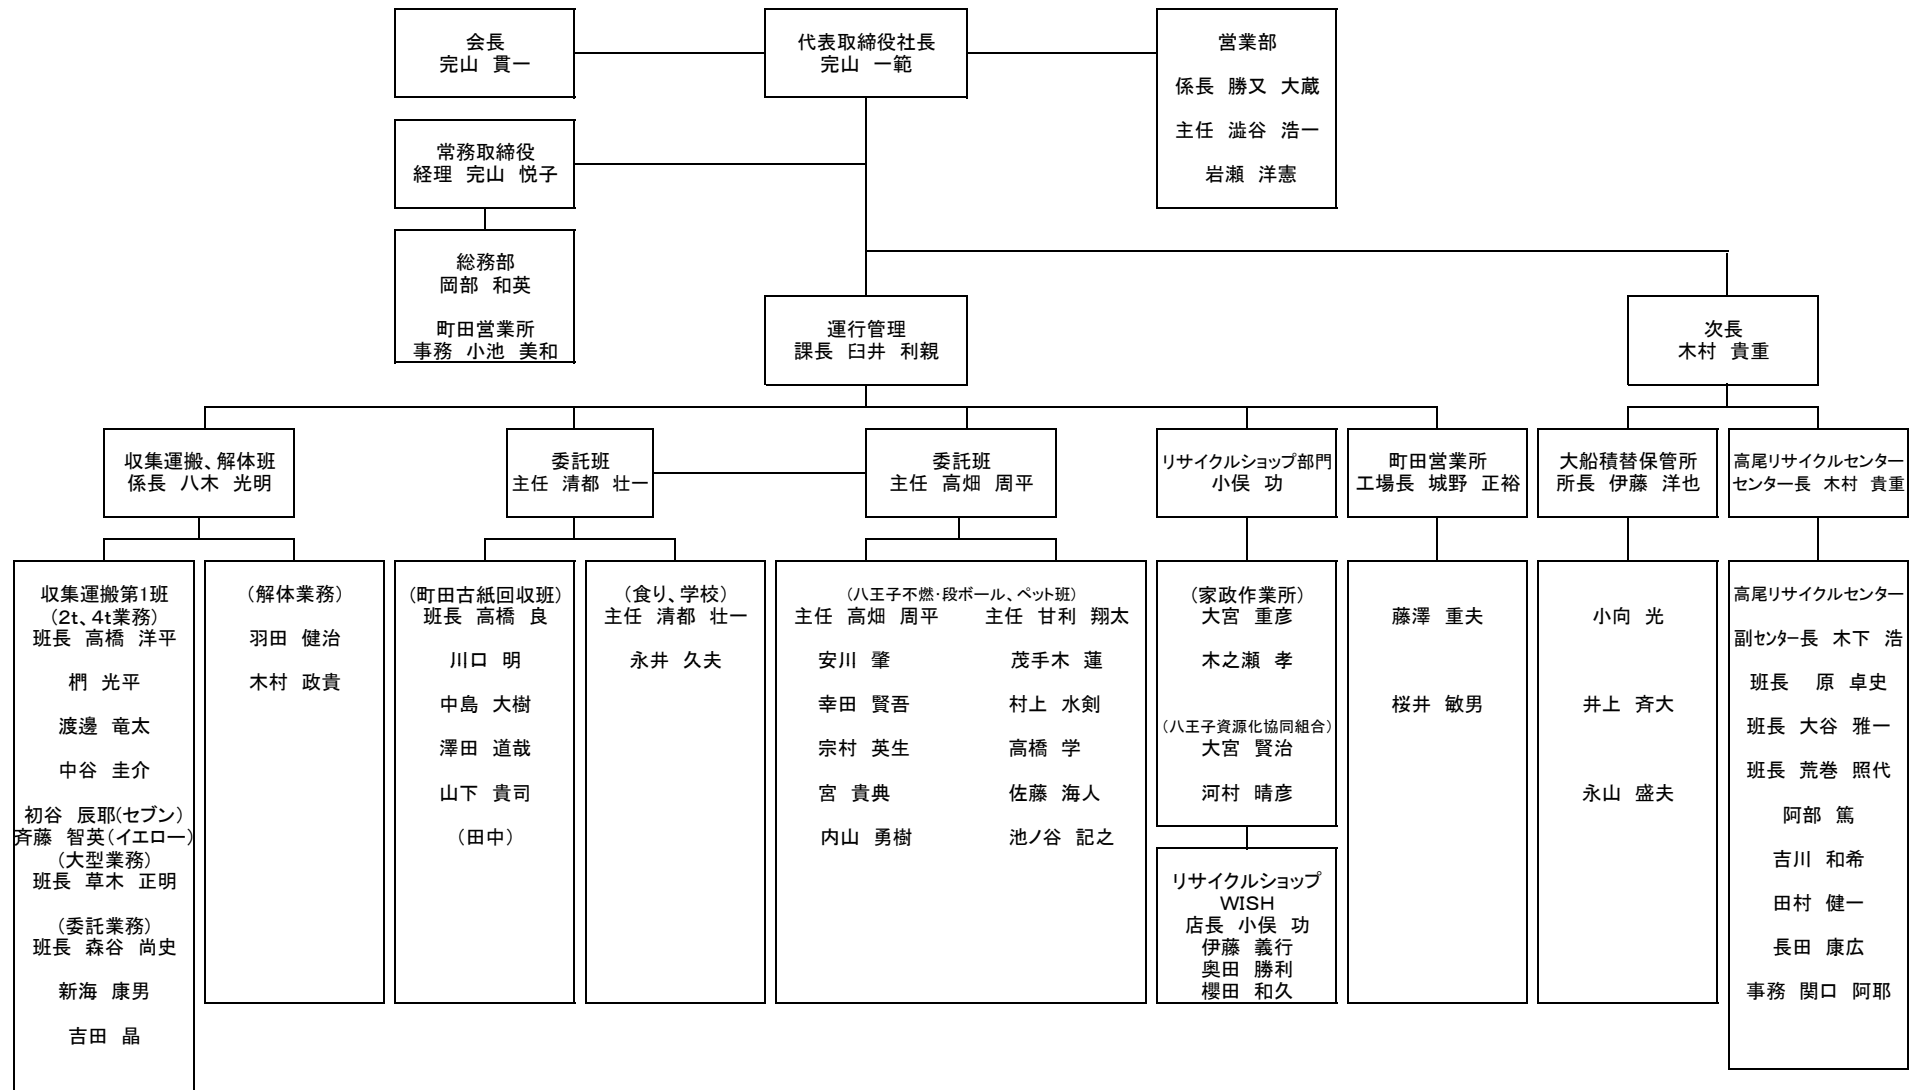 会長
完山 貫一
代表取締役社長
完山 一範
営業部
係長 勝又 大蔵
主任 澁谷 浩一
岩瀬 洋憲
常務取締役
経理 完山 悦子
総務部
岡部 和英
町田営業所
事務 小池 美和
運行管理
課長 臼井 利親
次長
木村 貴重
収集運搬、解体班
係長 八木 光明
委託班
主任 清都 壮一
委託班
主任 高畑 周平
リサイクルショップ部門
小俣 功
町田営業所
工場長 城野 正裕
大船積替保管所
所長 伊藤 洋也
高尾リサイクルセンター
センター長 木村 貴重
収集運搬第1班
(2t、4t業務)
班長 高橋 洋平
椚 光平
渡邊 竜太
中谷 圭介
初谷 辰耶(セブン)
斉藤 智英(イエロー)
(大型業務)
班長 草木 正明
(委託業務)
班長 森谷 尚史
新海 康男
吉田 晶
(解体業務)
羽田 健治
木村 政貴
(町田古紙回収班)
班長 高橋 良
川口 明
中島 大樹
澤田 道哉
山下 貴司
(田中)
(食り、学校)
主任 清都 壮一
永井 久夫
(八王子不燃・段ボール、ペット班)
主任 高畑 周平
安川 肇
幸田 賢吾
宗村 英生
宮 貴典
内山 勇樹
主任 甘利 翔太
茂手木 蓮
村上 水剣
高橋 学
佐藤 海人
池ノ谷 記之
(家政作業所)
大宮 重彦
木之瀬 孝
(八王子資源化協同組合)
大宮 賢治
河村 晴彦
リサイクルショップ
WISH
店長 小俣 功
伊藤 義行
奥田 勝利
櫻田 和久
藤澤 重夫
桜井 敏男
小向 光
井上 斉大
永山 盛夫
高尾リサイクルセンター
副センター長 木下 浩
班長 原 卓史
班長 大谷 雅一
班長 荒巻 照代
阿部 篤
吉川 和希
田村 健一
長田 康広
事務 関口 阿耶